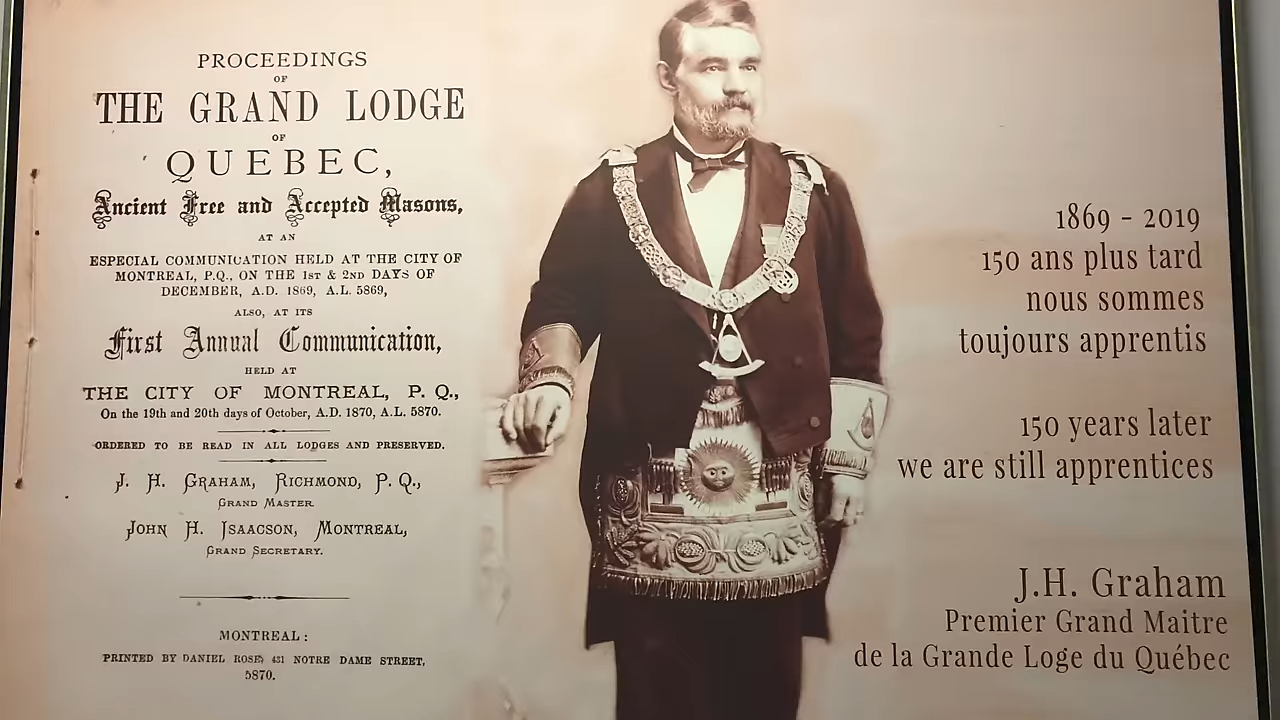 PROCEEDINGS
OF
THE GRAND LODGE
OF
QUEBEC,
Ancient Free and Accepted Masons,
AT AN
ESPECIAL COMMUNICATION HELD AT THE CITY OF
MONTREAL, P.Q., ON THE 1ST & 2ND DAYS OF
DECEMBER, A.D. 1869, A.L. 5869,
ALSO, AT ITS
First Annual Communication,
HELD AT
THE CITY OF MONTREAL, P. Q.,
On the 19th and 20th days of October, A.D. 1870, A.L. 5870.
ORDERED TO BE READ IN ALL LODGES AND PRESERVED.
J. H. GRAHAM, RICHMOND, P. Q.,
GRAND MASTER.
JOHN H. ISAACSON, MONTREAL,
GRAND SECRETARY.
MONTREAL:
PRINTED BY DANIEL ROSE, 431 NOTRE DAME STREET,
5870.
1869 - 2019
150 ans plus tard
nous sommes
toujours apprentis
150 years later
we are still apprentices
J.H. Graham
Premier Grand Maitre
de la Grande Loge du Québec